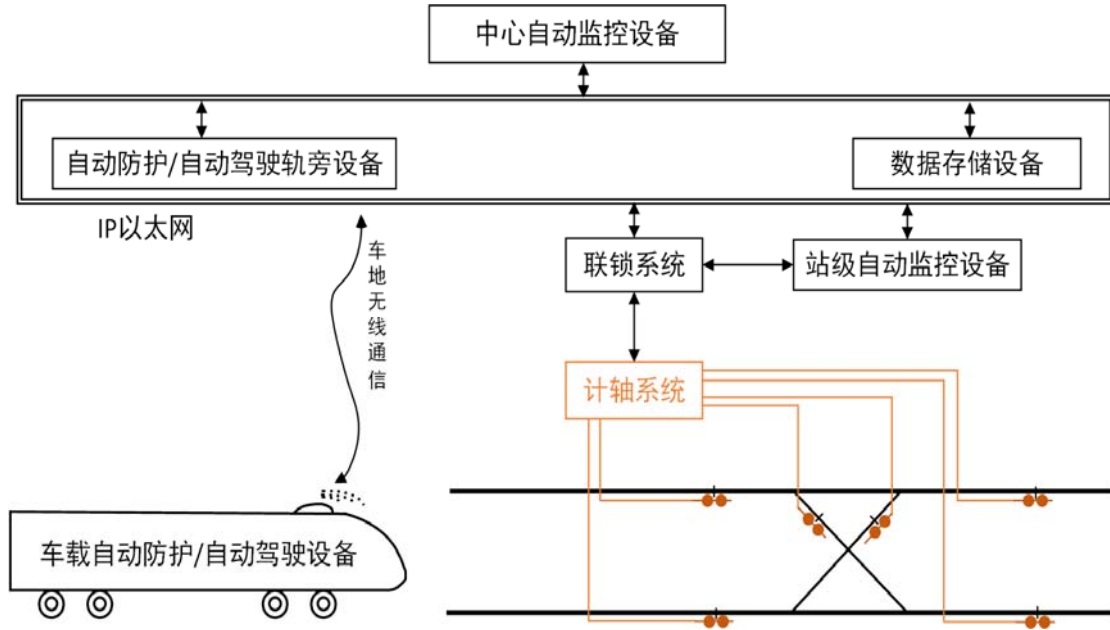 中心自动监控设备
自动防护/自动驾驶轨旁设备
数据存储设备
IP以太网
车地无线通信
联锁系统
站级自动监控设备
计轴系统
车载自动防护/自动驾驶设备